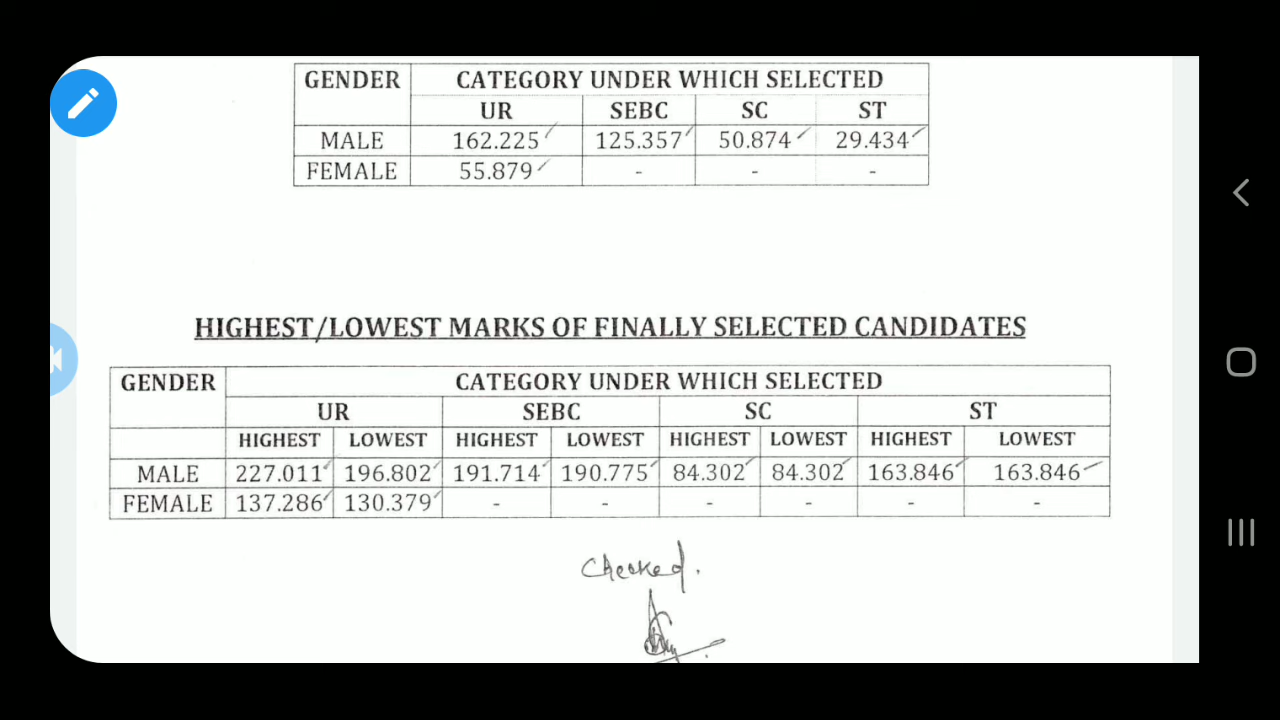 GENDER CATEGORY UNDER WHICH SELECTED
UR SEBC SC ST
MALE 162.225 125.357 50.874 29.434
FEMALE 55.879 - - -
HIGHEST/LOWEST MARKS OF FINALLY SELECTED CANDIDATES
GENDER CATEGORY UNDER WHICH SELECTED
UR SEBC SC ST
HIGHEST LOWEST HIGHEST LOWEST HIGHEST LOWEST HIGHEST LOWEST
MALE 227.011 196.802 191.714 190.775 84.302 84.302 163.846 163.846
FEMALE 137.286 130.379 - - - - - -
Checked.